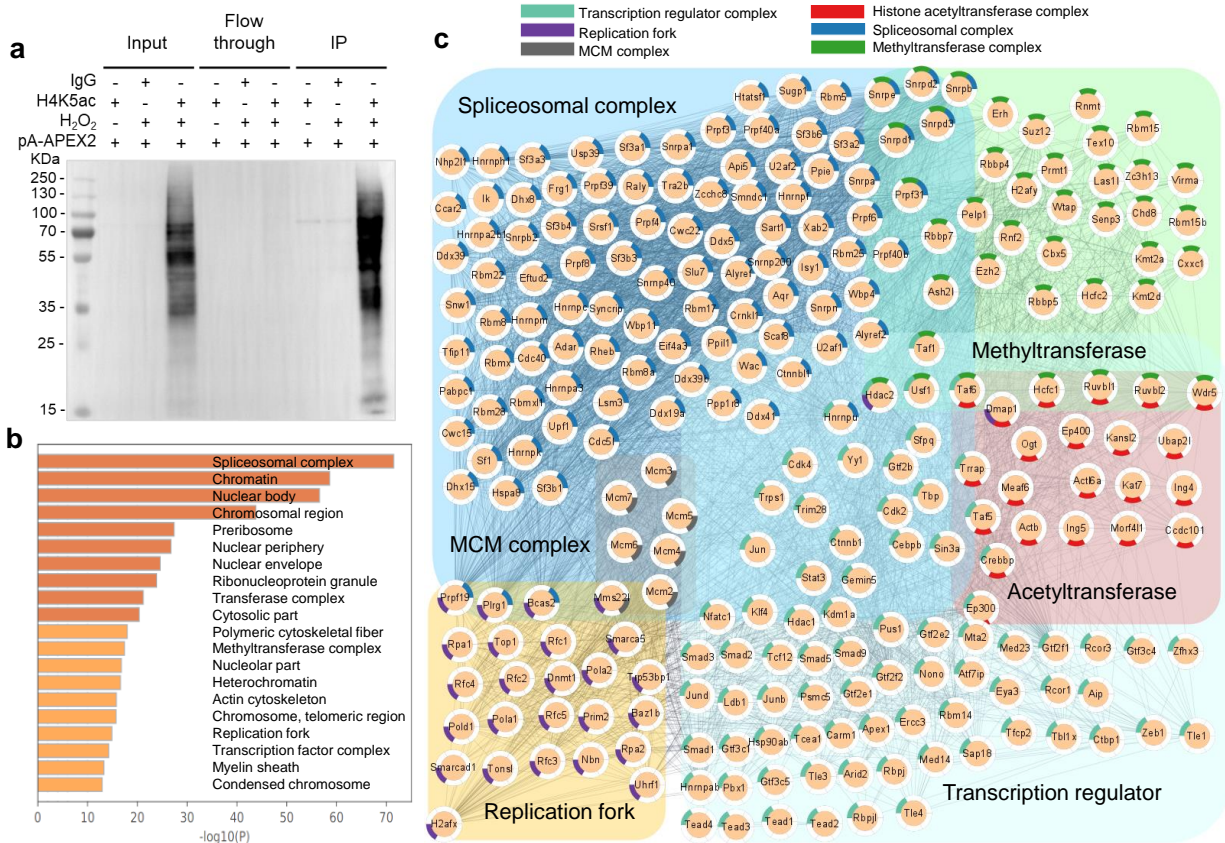 a
Input
Flow
through
IP
IgG - + - - + - - + -
H4K5ac + - + + - + + - +
H2O2 - + + - + + - + +
pA-APEX2 + + + + + + + + +
KDa
250 -
130 -
100 -
70 -
55 -
35 -
25 -
15 -
b
Spliceosomal complex
Chromatin
Nuclear body
Chromosomal region
Preribosome
Nuclear periphery
Nuclear envelope
Ribonucleoprotein granule
Transferase complex
Cytosolic part
Polymeric cytoskeletal fiber
Methyltransferase complex
Nucleolar part
Heterochromatin
Actin cytoskeleton
Chromosome, telomeric region
Replication fork
Transcription factor complex
Myelin sheath
Condensed chromosome
0 10 20 30 40 50 60 70
-log10(P)
c
Transcription regulator complex
Replication fork
MCM complex
Histone acetyltransferase complex
Spliceosomal complex
Methyltransferase complex
Spliceosomal complex
Htatsf1 Sugp1 Rbm5 Snrpe Snrpd2 Snrpb
Nhp2l1 Hnrnph1 Sf3a3 Usp39 Sf3a1 Snrpa1 Prpf3 Prpf40a Sf3b6 Sf3a2 Snrpd1 Snrpd3
Ccar2 Ik Dhx8 Frg1 Prpf39 Raly Tra2b Zcchc8 Api5 U2af2 Smndc1 Ppie Hnrnpf Snrpa Prpf31
Hnrnpa2b1 Snrpb2 Sf3b4 Srsf1 Prpf4 Cwc22 Ddx5 Sart1 Xab2 Prpf6 Rbbp7
Ddx39 Rbm22 Eftud2 Prpf8 Sf3b3 Snrnp40 Slu7 Alyref Snrnp200 Isy1 Rbm25 Prpf40b
Snw1 Rbm8 Hnrnpm Hnrnpc Syncrip Wbp11 Rbm17 Crnkl1 Aqr Snrpn Wbp4 Ash2l
Tfip11 Rbmx Cdc40 Adar Rheb Eif4a3 Ppil1 Scaf8 U2af1 Alyref2 Taf1
Pabpc1 Rbmxl1 Hnrnpa3 Rbm8a Ddx39b Wac Ctnnbl1
Rbm28 Lsm3 Ddx19a Ppp1r8 Ddx41 Hnrnpu
Cwc15 Sf1 Hnrnpk Upf1 Cdc5l
Dhx15 Hspa8 Sf3b1
Erh Suz12 Rnmt Tex10 Rbm15
Rbbp4 H2afy Prmt1 Las1l Zc3h13 Virma
Pelp1 Rnf2 Wtap Senp3 Chd8 Rbm15b
Ezh2 Cbx5 Kmt2a Cxxc1
Rbbp5 Hcfc2 Kmt2d
Methyltransferase
Hdac2 Usf1 Taf6 Hcfc1 Ruvbl1 Ruvbl2 Wdr5
Dmap1 Ogt Ep400 Kansl2 Ubap2l
Trrap Meaf6 Actl6a Kat7 Ing4
Taf5 Actb Ing5 Morf4l1 Ccdc101
Crebbp
Acetyltransferase
Ep300
Sfpq
Cdk4 Yy1 Gtf2b
Trps1 Trim28 Cdk2 Tbp
Jun Ctnnb1 Cebpb Sin3a
Stat3 Gemin5
Mcm3
Mcm7 Mcm5
Mcm6 Mcm4
Mcm2
MCM complex
Prpf19 Plrg1 Bcas2 Mms22l
Rpa1 Top1 Rfc1 Smarca5
Rfc4 Rfc2 Dnmt1 Pola2 Trp53bp1
Pold1 Pola1 Rfc5 Prim2 Baz1b
Smarcad1 Tonsl Rfc3 Nbn Rpa2
Uhrf1
Replication fork
H2afx
Nfatc1 Klf4 Hdac1 Kdm1a Pus1 Gtf2e2 Mta2 Med23 Gtf2f1 Rcor3 Gtf3c4 Zfhx3
Smad3 Smad2 Tcf12 Smad5 Smad9 Gtf2f2 Nono Atf7ip
Jund Ldb1 Junb Psmc5 Gtf2e1 Eya3 Rcor1 Aip
Smad1 Gtf3c1 Hsp90ab Tcea1 Carm1 Apex1 Ercc3 Rbm14 Tfcp2 Tbl1x Ctbp1 Zeb1 Tle1
Hnrnpab Pbx1 Gtf3c5 Tle3 Arid2 Rbpj Med14 Sap18
Transcription regulator
Tead4 Tead3 Tead1 Tead2 Rbpjl Tle4